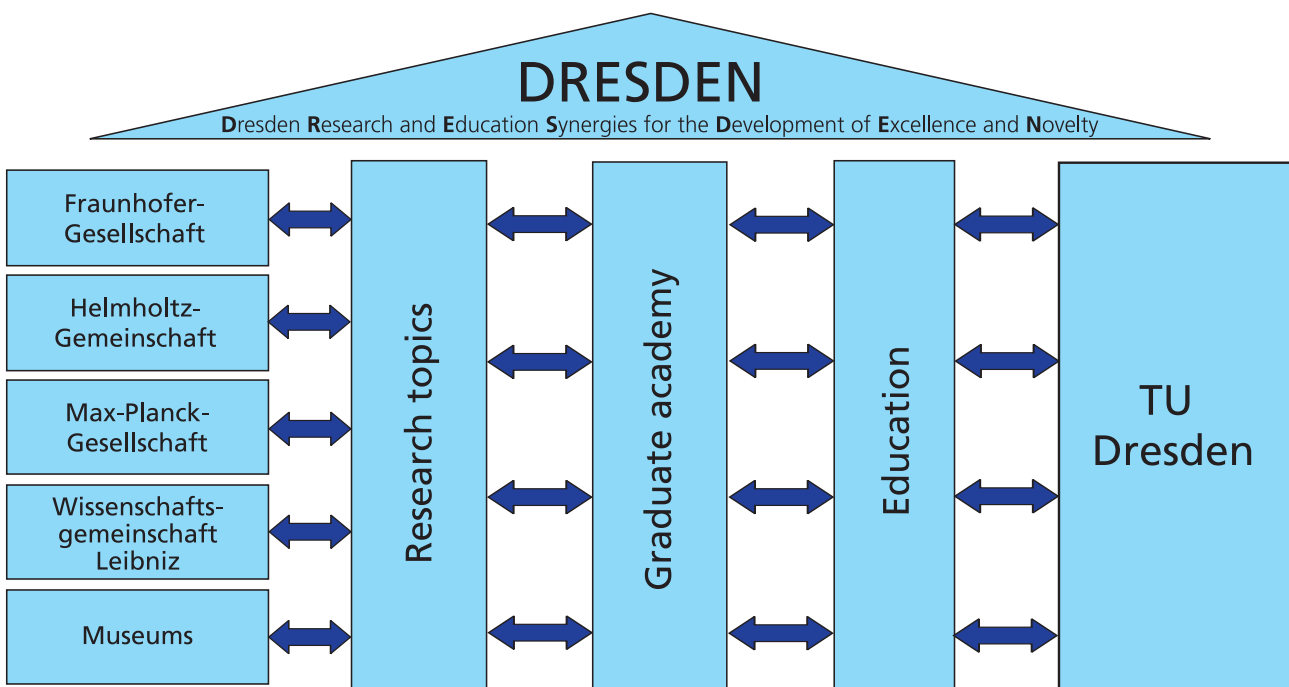 DRESDEN
Dresden Research and Education Synergies for the Development of Excellence and Novelty
Fraunhofer-
Gesellschaft
Helmholtz-
Gemeinschaft
Max-Planck-
Gesellschaft
Wissenschafts-
gemeinschaft
Leibniz
Museums
Research topics
Graduate academy
Education
TU
Dresden